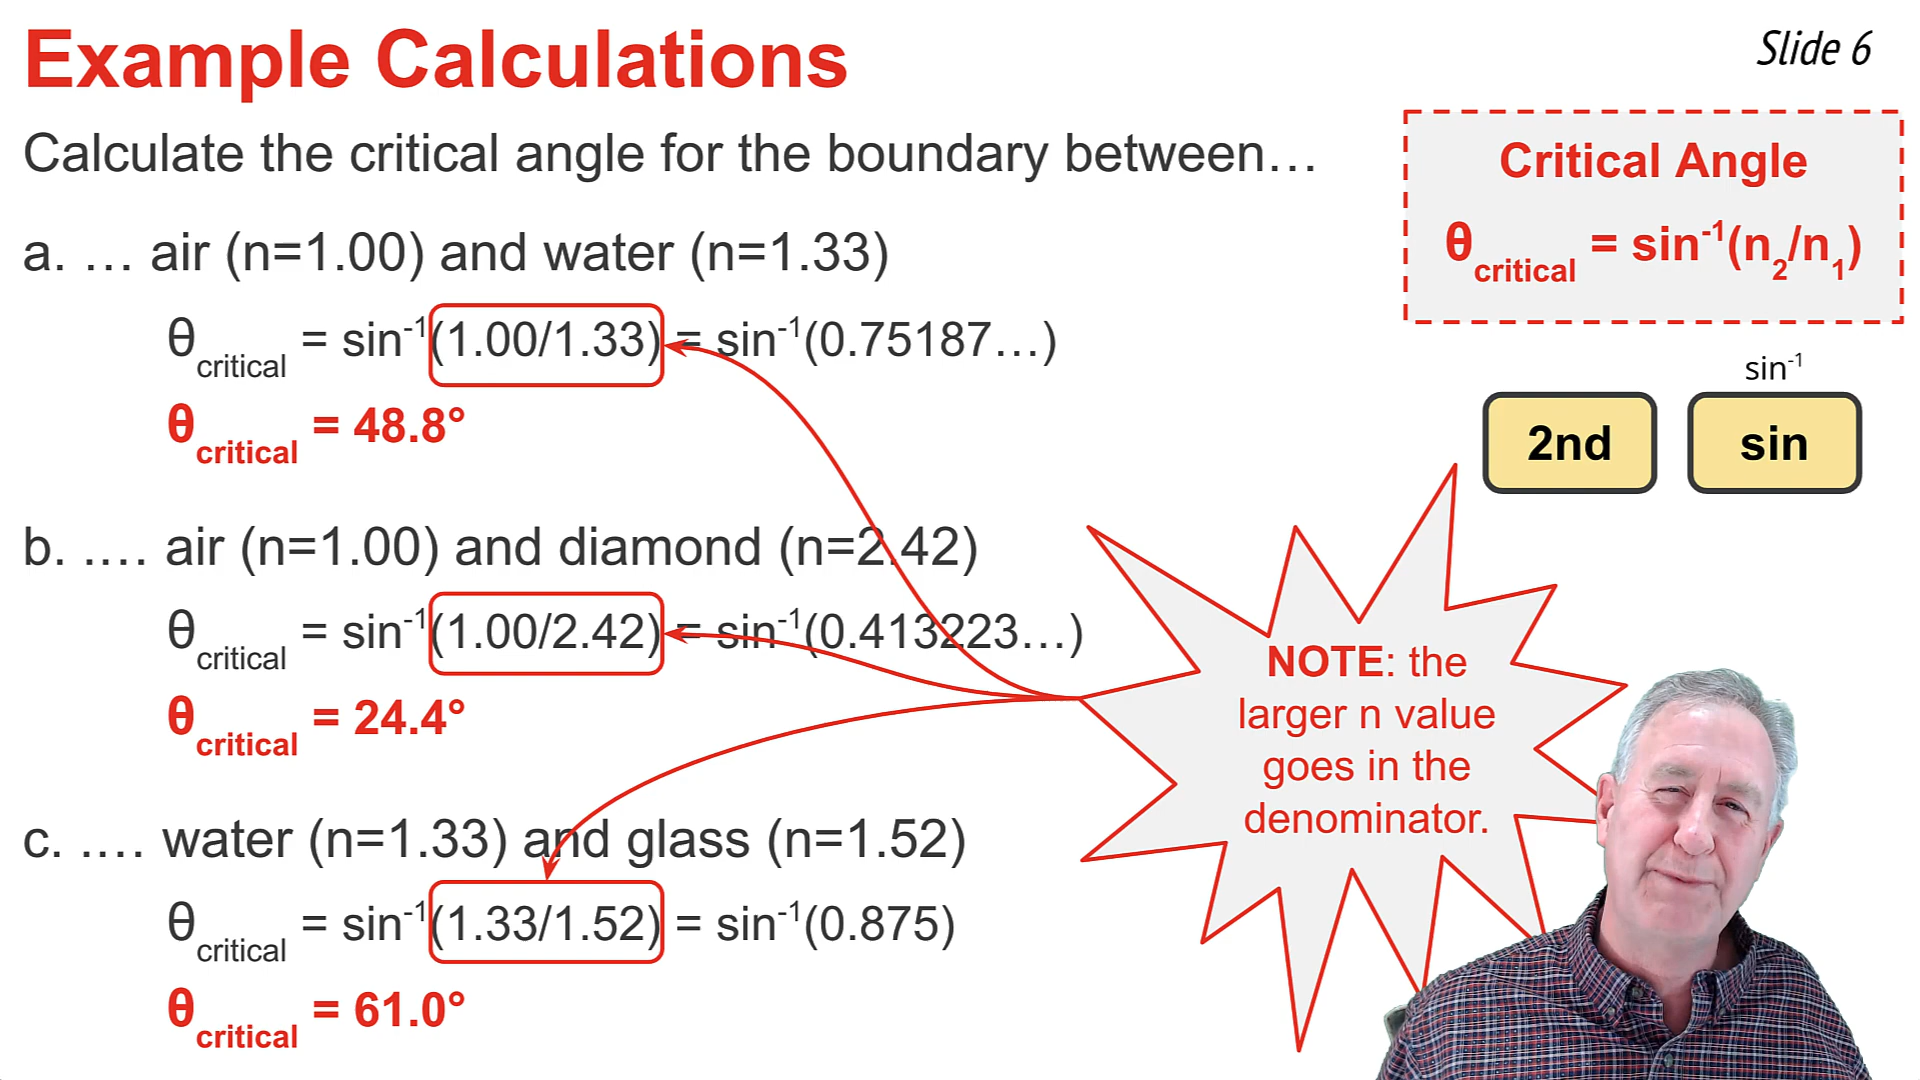 Example Calculations
Slide 6
Calculate the critical angle for the boundary between…
Critical Angle
θcritical = sin⁻¹(n₂/n₁)
a. … air (n=1.00) and water (n=1.33)
θcritical = sin⁻¹(1.00/1.33) = sin⁻¹(0.75187…)
θcritical = 48.8°
sin⁻¹
2nd
sin
b. …. air (n=1.00) and diamond (n=2.42)
θcritical = sin⁻¹(1.00/2.42) = sin⁻¹(0.413223…)
θcritical = 24.4°
NOTE: the
larger n value
goes in the
denominator.
c. …. water (n=1.33) and glass (n=1.52)
θcritical = sin⁻¹(1.33/1.52) = sin⁻¹(0.875)
θcritical = 61.0°